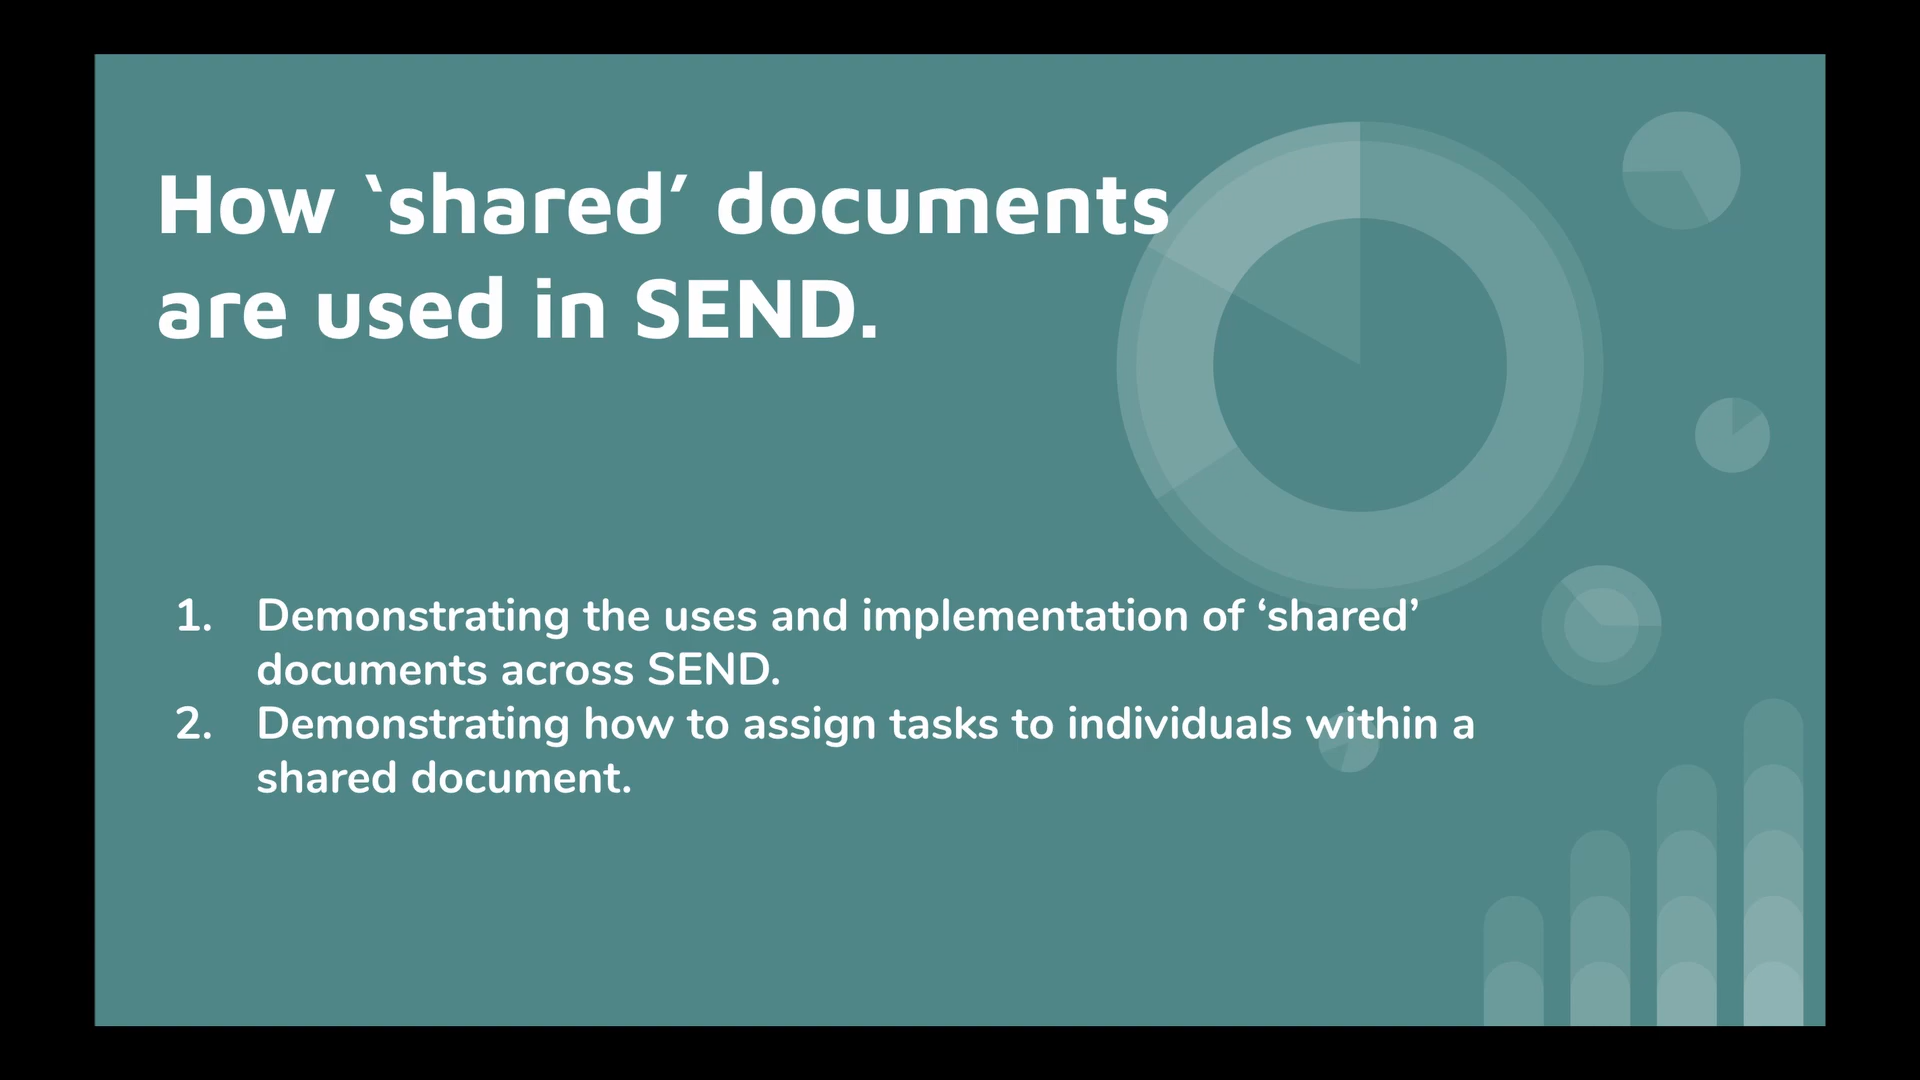 How ‘shared’ documents
are used in SEND.
1. Demonstrating the uses and implementation of ‘shared’
documents across SEND.
2. Demonstrating how to assign tasks to individuals within a
shared document.